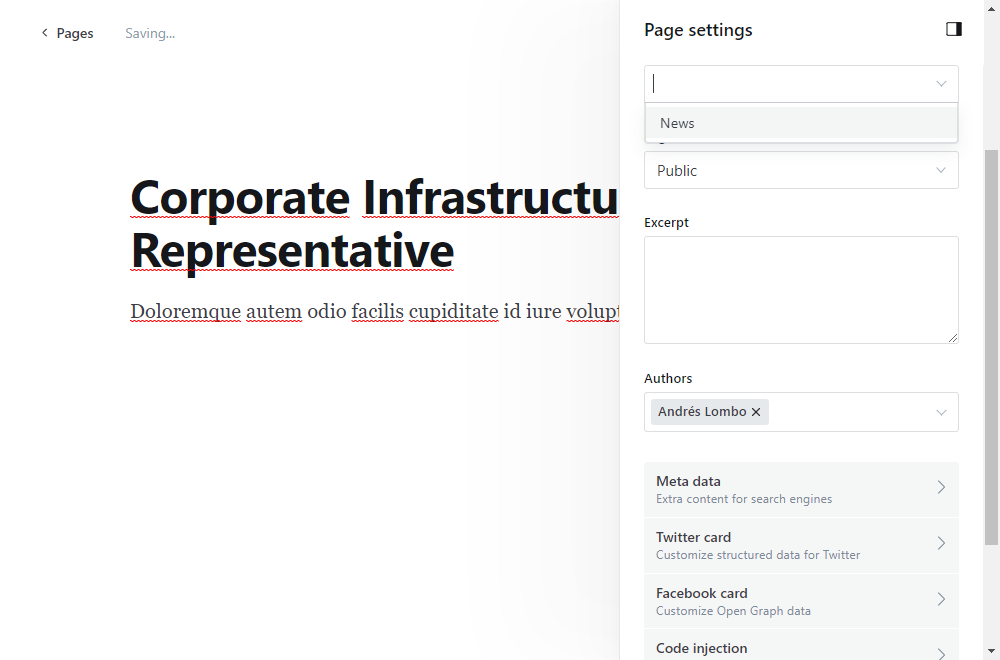 Pages
Saving...
Page settings
News
Public
Corporate Infrastructu
Representative
Doloremque autem odio facilis cupiditate id iure volupt
Excerpt
Authors
Andrés Lombo
Meta data
Extra content for search engines
Twitter card
Customize structured data for Twitter
Facebook card
Customize Open Graph data
Code injection